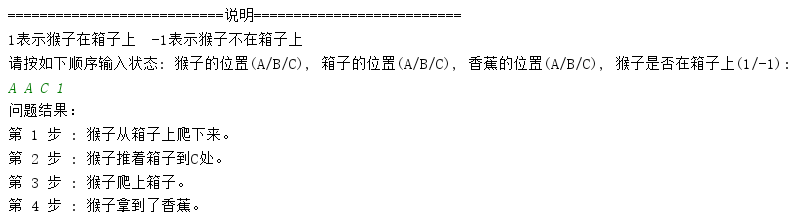 ===========================说明==========================
1表示猴子在箱子上  -1表示猴子不在箱子上
请按如下顺序输入状态: 猴子的位置(A/B/C), 箱子的位置(A/B/C), 香蕉的位置(A/B/C), 猴子是否在箱子上(1/-1):
A A C 1
问题结果:
第 1 步 : 猴子从箱子上爬下来。
第 2 步 : 猴子推着箱子到C处。
第 3 步 : 猴子爬上箱子。
第 4 步 : 猴子拿到了香蕉。